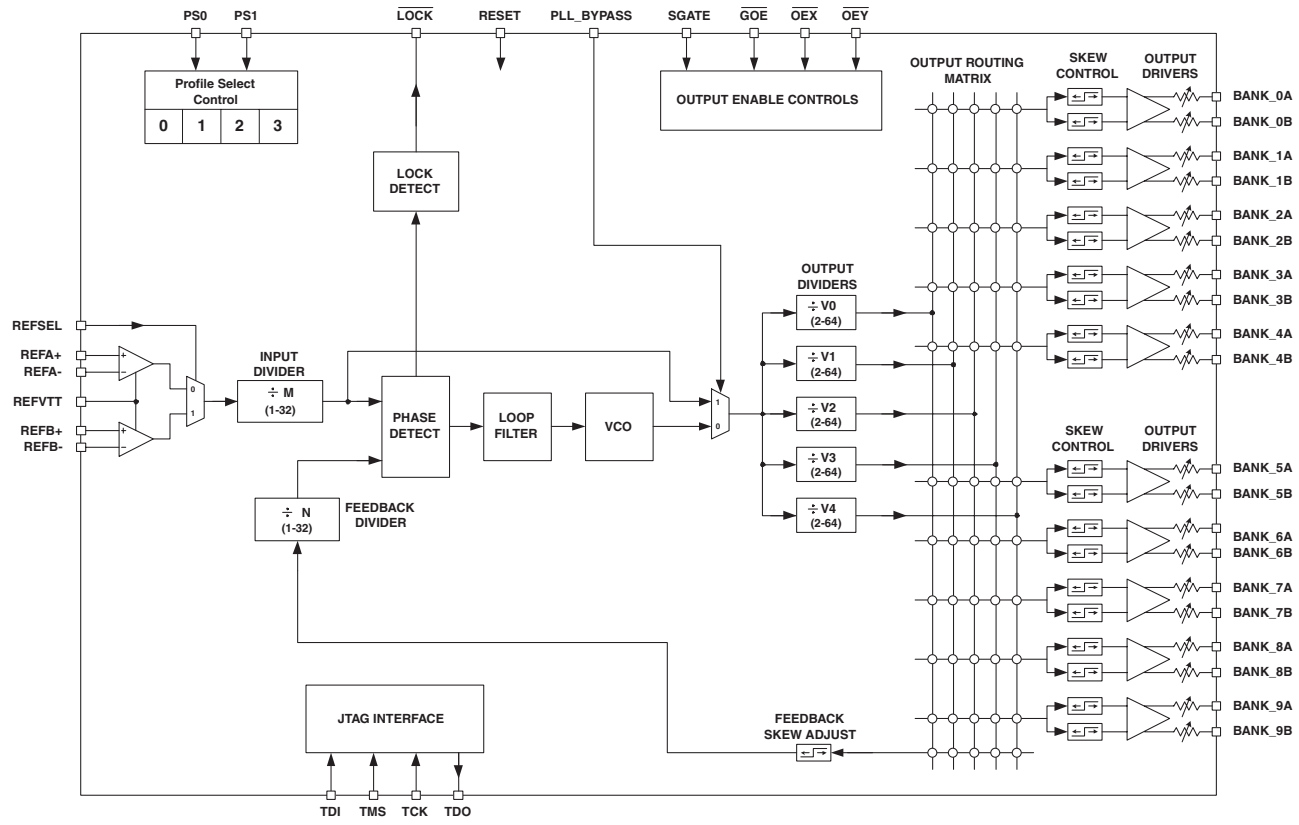 PS0
PS1
LOCK
RESET
PLL_BYPASS
SGATE
GOE
OEX
OEY
Profile Select
Control
0 1 2 3
OUTPUT ENABLE CONTROLS
OUTPUT ROUTING
MATRIX
SKEW
CONTROL
OUTPUT
DRIVERS
BANK_0A
BANK_0B
BANK_1A
BANK_1B
BANK_2A
BANK_2B
BANK_3A
BANK_3B
BANK_4A
BANK_4B
LOCK
DETECT
OUTPUT
DIVIDERS
÷ V0
(2-64)
÷ V1
(2-64)
÷ V2
(2-64)
÷ V3
(2-64)
÷ V4
(2-64)
REFSEL
REFA+
REFA-
REFVTT
REFB+
REFB-
+
−
+
−
0
1
INPUT
DIVIDER
÷ M
(1-32)
PHASE
DETECT
LOOP
FILTER
VCO
1
0
÷ N
(1-32)
FEEDBACK
DIVIDER
SKEW
CONTROL
OUTPUT
DRIVERS
BANK_5A
BANK_5B
BANK_6A
BANK_6B
BANK_7A
BANK_7B
BANK_8A
BANK_8B
BANK_9A
BANK_9B
FEEDBACK
SKEW ADJUST
JTAG INTERFACE
TDI
TMS
TCK
TDO